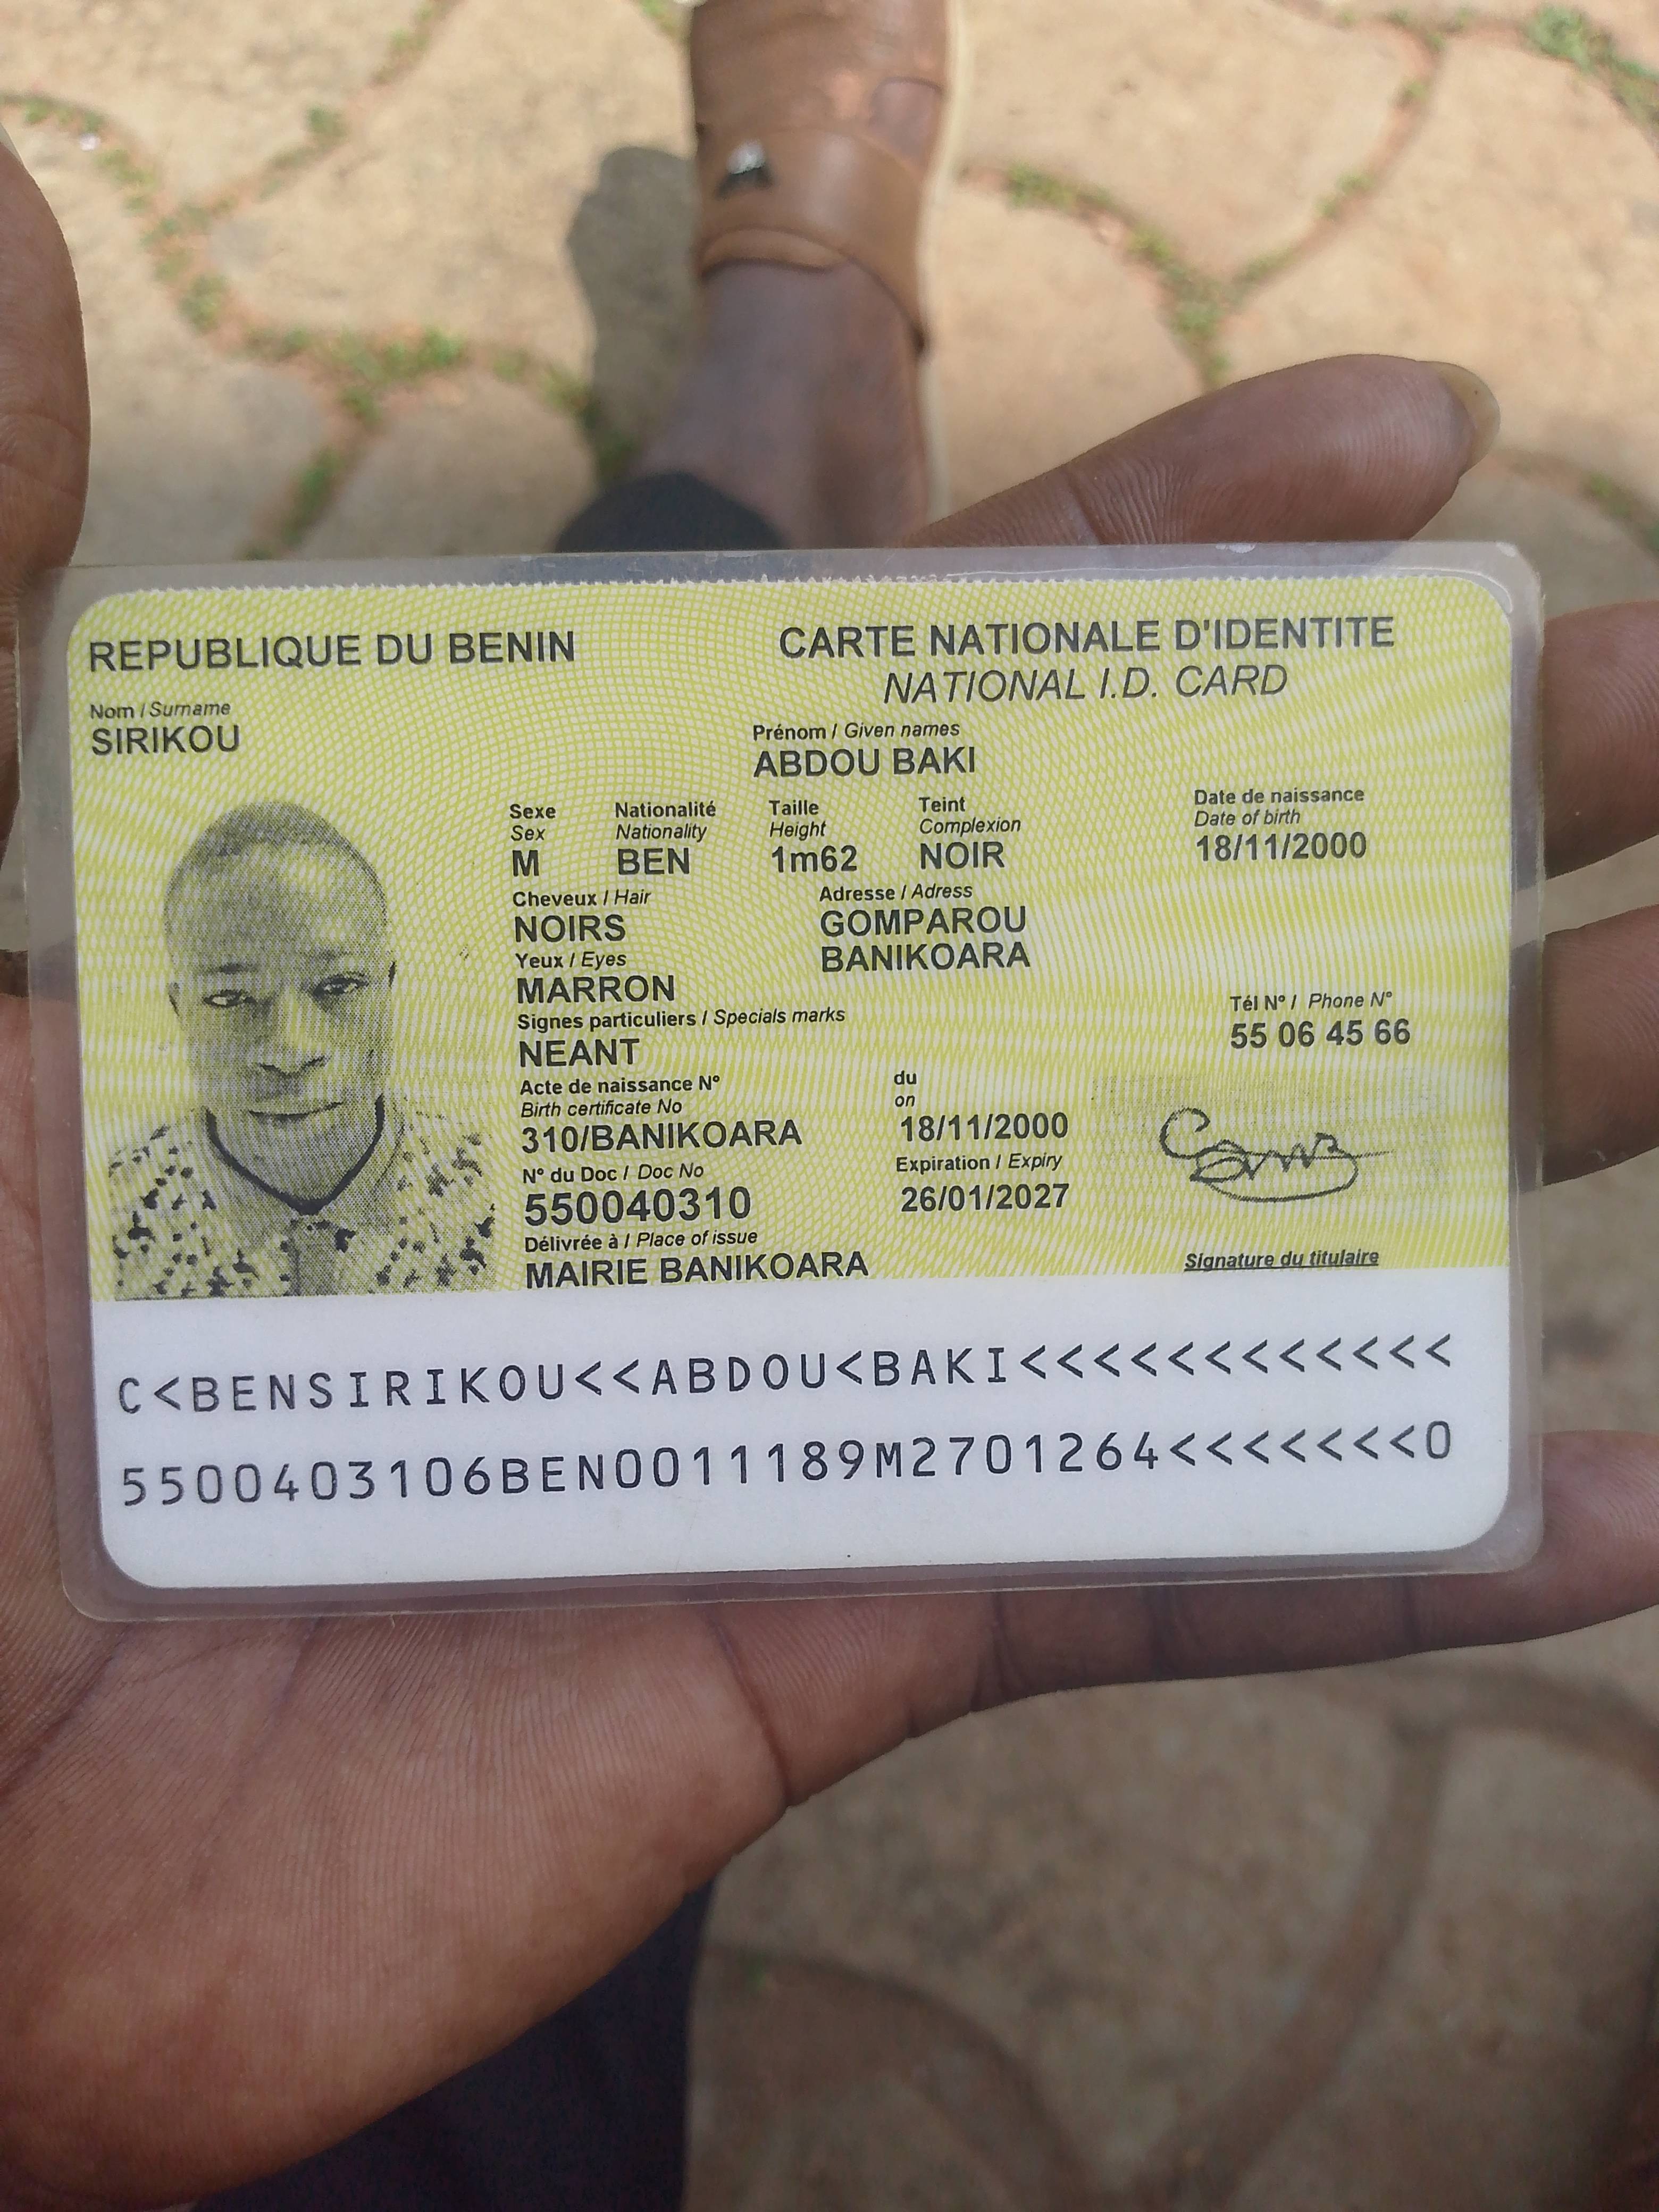 REPUBLIQUE DU BENIN
CARTE NATIONALE D'IDENTITE
NATIONAL I.D. CARD
Nom / Surname
SIRIKOU
Prénom / Given names
ABDOU BAKI
Sexe Nationalité Taille Teint Date de naissance
Sex Nationality Height Complexion Date of birth
M BEN 1m62 NOIR 18/11/2000
Cheveux / Hair Adresse / Adress
NOIRS GOMPAROU
Yeux / Eyes BANIKOARA
MARRON
Signes particuliers / Specials marks Tél N° / Phone N°
NEANT 55 06 45 66
Acte de naissance N° du
Birth certificate No on
310/BANIKOARA 18/11/2000
N° du Doc / Doc No Expiration / Expiry
550040310 26/01/2027
Délivrée à / Place of issue
MAIRIE BANIKOARA
Signature du titulaire
C<BENSIRIKOU<<ABDOU<BAKI<<<<<<<<<<<<
5500403106BEN0011189M2701264<<<<<<<0